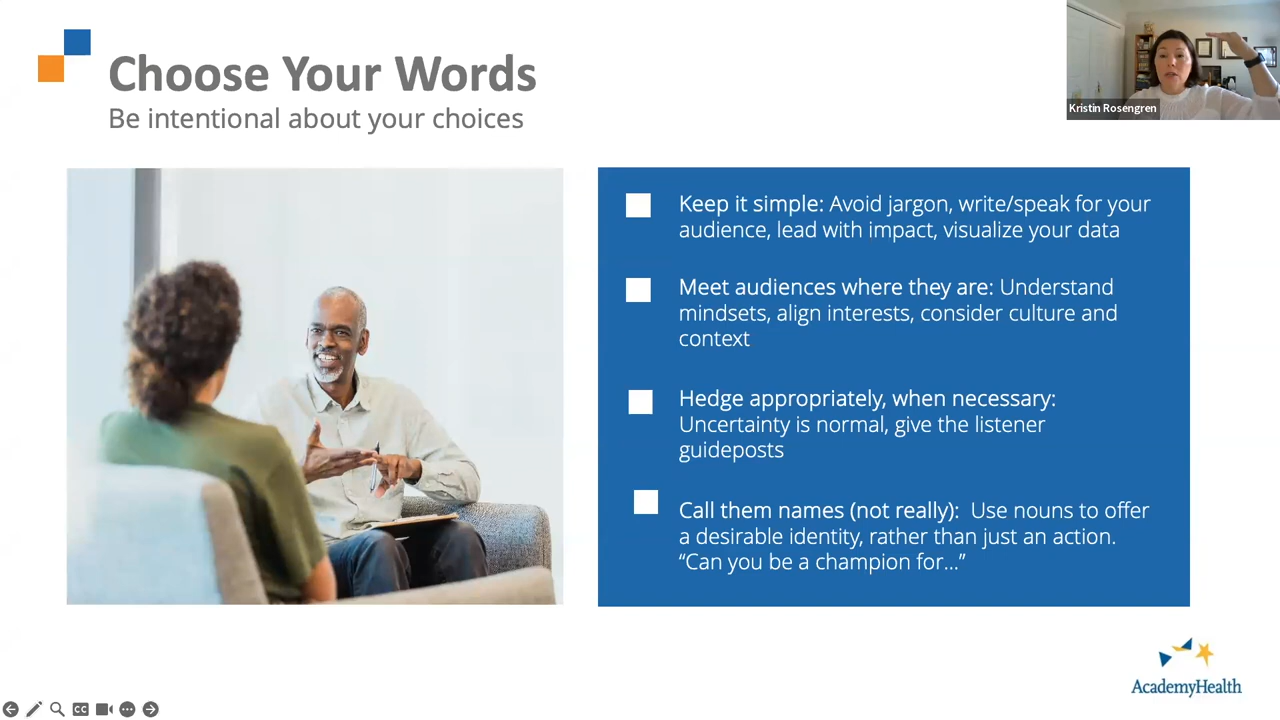 Choose Your Words
Be intentional about your choices
Kristin Rosengren
Keep it simple: Avoid jargon, write/speak for your
audience, lead with impact, visualize your data
Meet audiences where they are: Understand
mindsets, align interests, consider culture and
context
Hedge appropriately, when necessary:
Uncertainty is normal, give the listener
guideposts
Call them names (not really):  Use nouns to offer
a desirable identity, rather than just an action.
“Can you be a champion for...”
AcademyHealth
CC